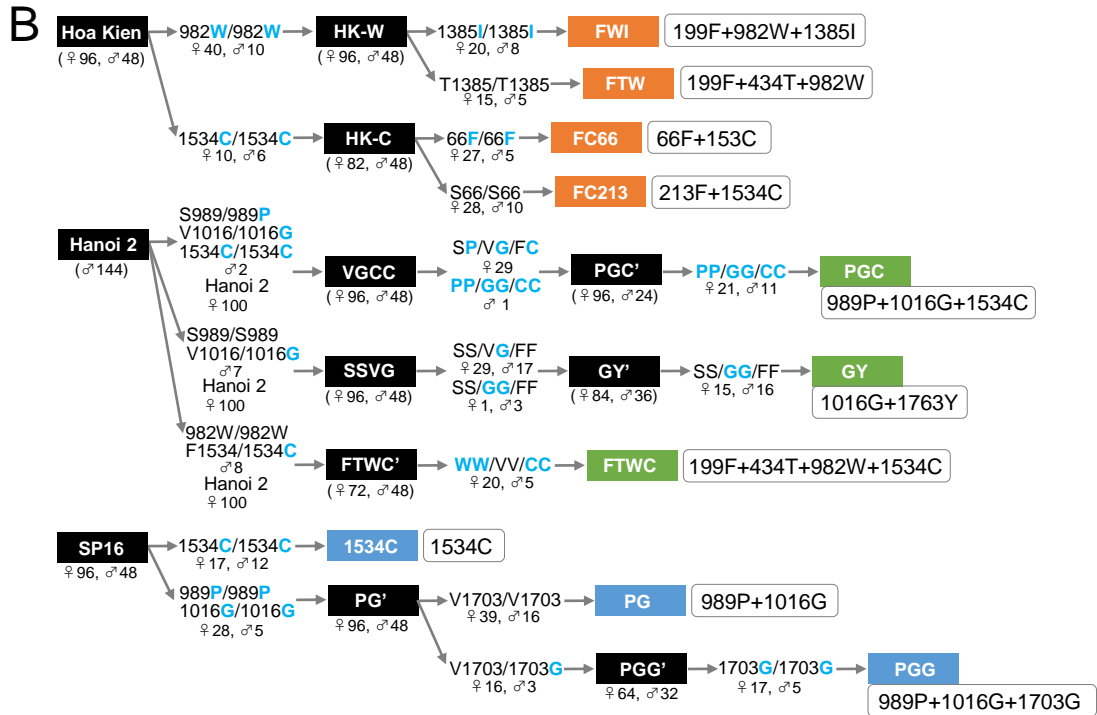 B
Hoa Kien
(♀96, ♂48)
982W/982W
♀40, ♂10
HK-W
(♀96, ♂48)
1385I/1385I
♀20, ♂8
FWI
199F+982W+1385I
T1385/T1385
♀15, ♂5
FTW
199F+434T+982W
1534C/1534C
♀10, ♂6
HK-C
(♀82, ♂48)
66F/66F
♀27, ♂5
FC66
66F+153C
S66/S66
♀28, ♂10
FC213
213F+1534C
Hanoi 2
(♂144)
S989/989P
V1016/1016G
1534C/1534C
♂2
Hanoi 2
♀100
VGCC
(♀96, ♂48)
SP/VG/FC
♀29
PP/GG/CC
♂ 1
PGC’
(♀96, ♂24)
PP/GG/CC
♀21, ♂11
PGC
989P+1016G+1534C
S989/S989
V1016/1016G
♂7
Hanoi 2
♀100
SSVG
(♀96, ♂48)
SS/VG/FF
♀29, ♂17
SS/GG/FF
♀1, ♂3
GY’
(♀84, ♂36)
SS/GG/FF
♀15, ♂16
GY
1016G+1763Y
982W/982W
F1534/1534C
♂8
Hanoi 2
♀100
FTWC’
(♀72, ♂48)
WW/VV/CC
♀20, ♂5
FTWC
199F+434T+982W+1534C
SP16
♀96, ♂48
1534C/1534C
♀17, ♂12
1534C
1534C
989P/989P
1016G/1016G
♀28, ♂5
PG’
♀96, ♂48
V1703/V1703
♀39, ♂16
PG
989P+1016G
V1703/1703G
♀16, ♂3
PGG’
♀64, ♂32
1703G/1703G
♀17, ♂5
PGG
989P+1016G+1703G